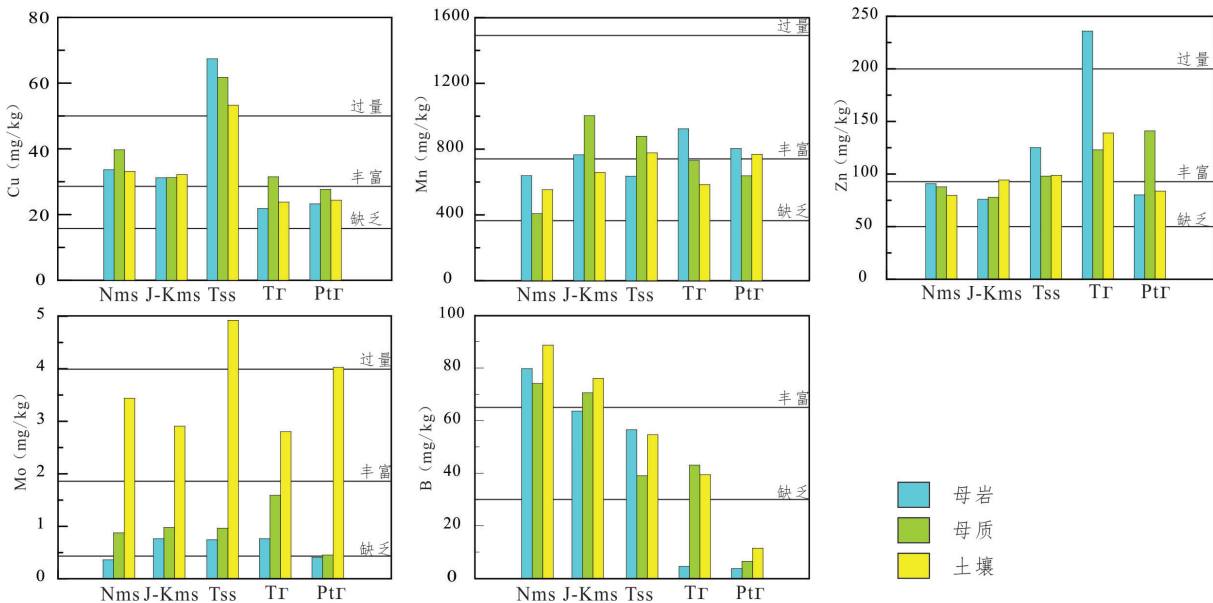 80
60
40
20
0
Cu (mg/kg)
过量
丰富
缺乏
Nms J-Kms Tss TΓ PtΓ
1600
1200
800
400
0
Mn (mg/kg)
过量
丰富
缺乏
Nms J-Kms Tss TΓ PtΓ
250
200
150
100
50
0
Zn (mg/kg)
过量
丰富
缺乏
Nms J-Kms Tss TΓ PtΓ
5
4
3
2
1
0
Mo (mg/kg)
过量
丰富
缺乏
Nms J-Kms Tss TΓ PtΓ
100
80
60
40
20
0
B (mg/kg)
丰富
缺乏
Nms J-Kms Tss TΓ PtΓ
母岩
母质
土壤